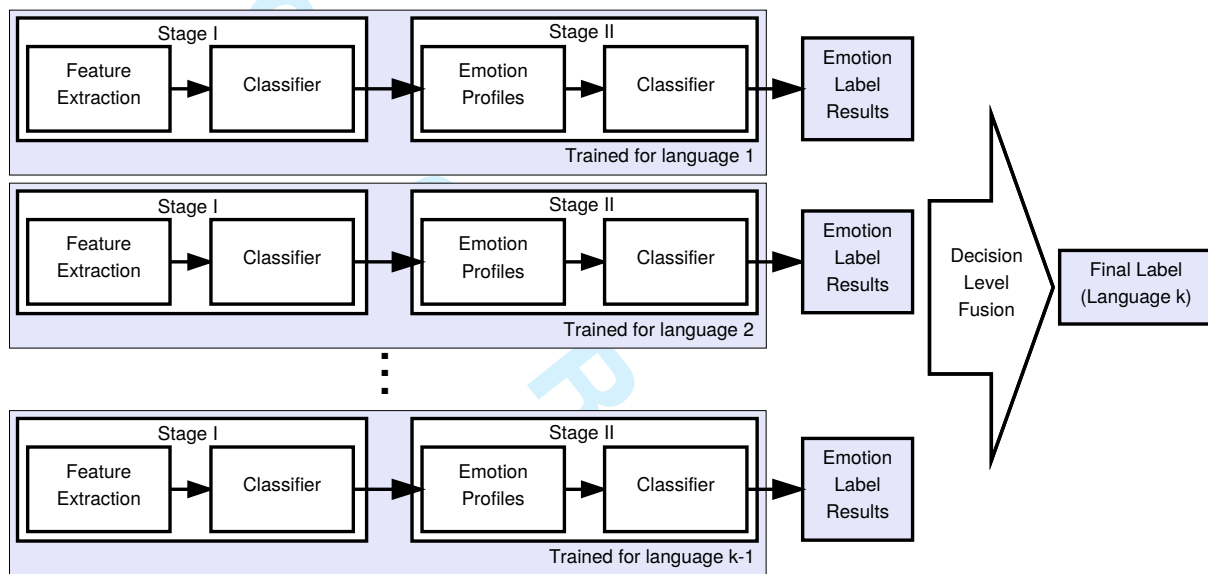 Stage I
Feature
Extraction
Classifier
Stage II
Emotion
Profiles
Classifier
Trained for language 1
Emotion
Label
Results
Stage I
Feature
Extraction
Classifier
Stage II
Emotion
Profiles
Classifier
Trained for language 2
Emotion
Label
Results
Stage I
Feature
Extraction
Classifier
Stage II
Emotion
Profiles
Classifier
Trained for language k-1
Emotion
Label
Results
Decision
Level
Fusion
Final Label
(Language k)